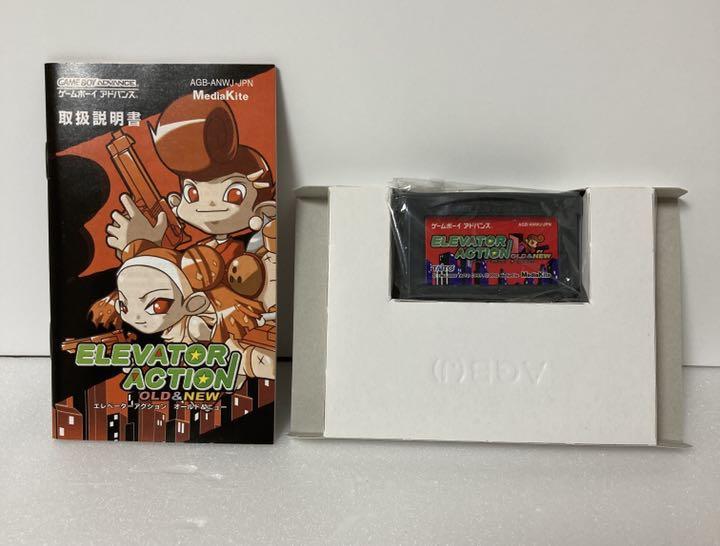 GAME BOY ADVANCE
ゲームボーイ アドバンス
AGB-ANWJ-JPN
MediaKite
取扱説明書
ELEVATOR
ACTION
OLD & NEW
エレベーターアクション オールド&ニュー
ゲームボーイ アドバンス
AGB-ANWJ-JPN
ELEVATOR
ACTION
OLD&NEW
TAITO
MediaKite
AGB(J)